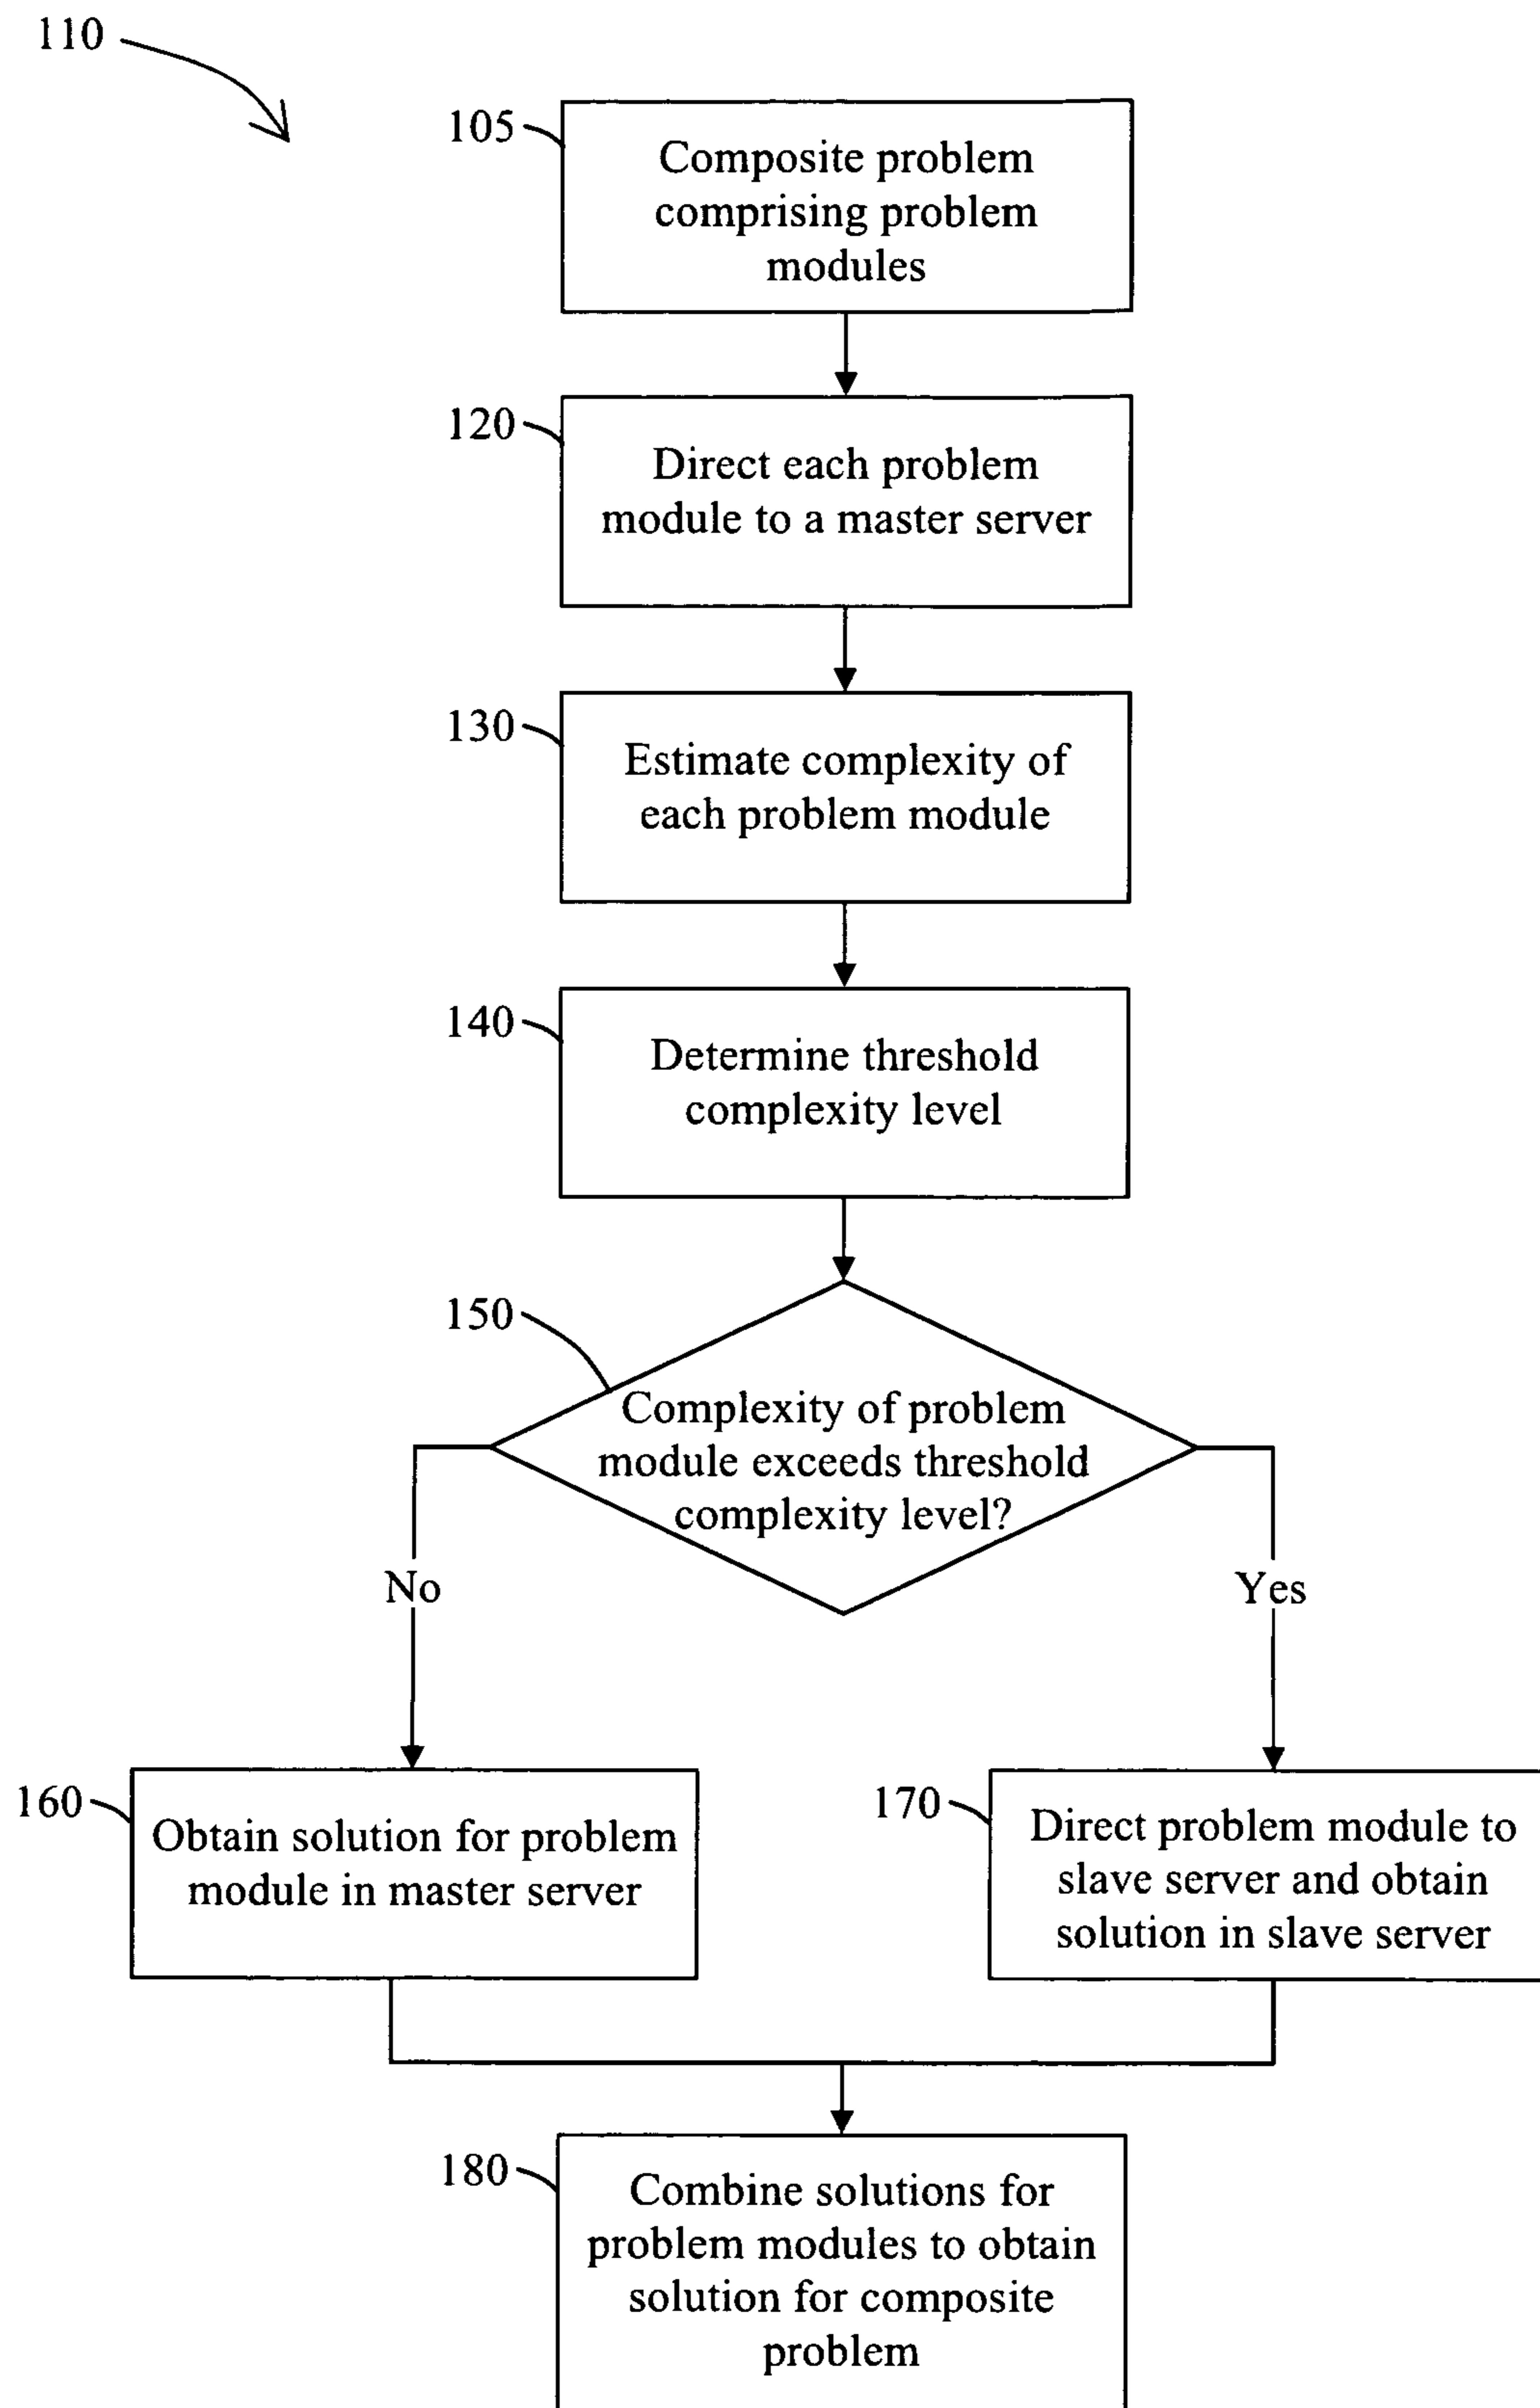 110
105
Composite problem
comprising problem
modules
120
Direct each problem
module to a master server
130
Estimate complexity of
each problem module
140
Determine threshold
complexity level
150
Complexity of problem
module exceeds threshold
complexity level?
No
Yes
160
Obtain solution for problem
module in master server
170
Direct problem module to
slave server and obtain
solution in slave server
180
Combine solutions for
problem modules to obtain
solution for composite
problem